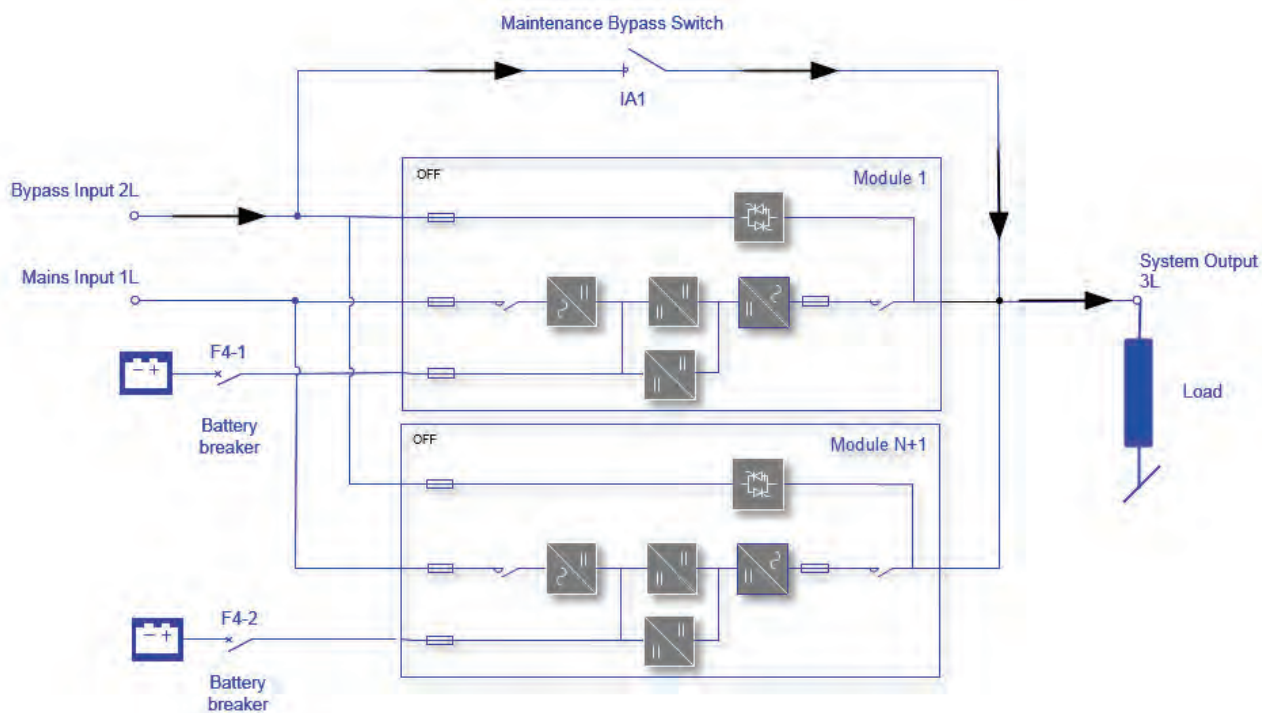 Maintenance Bypass Switch
IA1
OFF
Module 1
Bypass Input 2L
Mains Input 1L
System Output
3L
F4-1
Battery
breaker
Load
OFF
Module N+1
F4-2
Battery
breaker